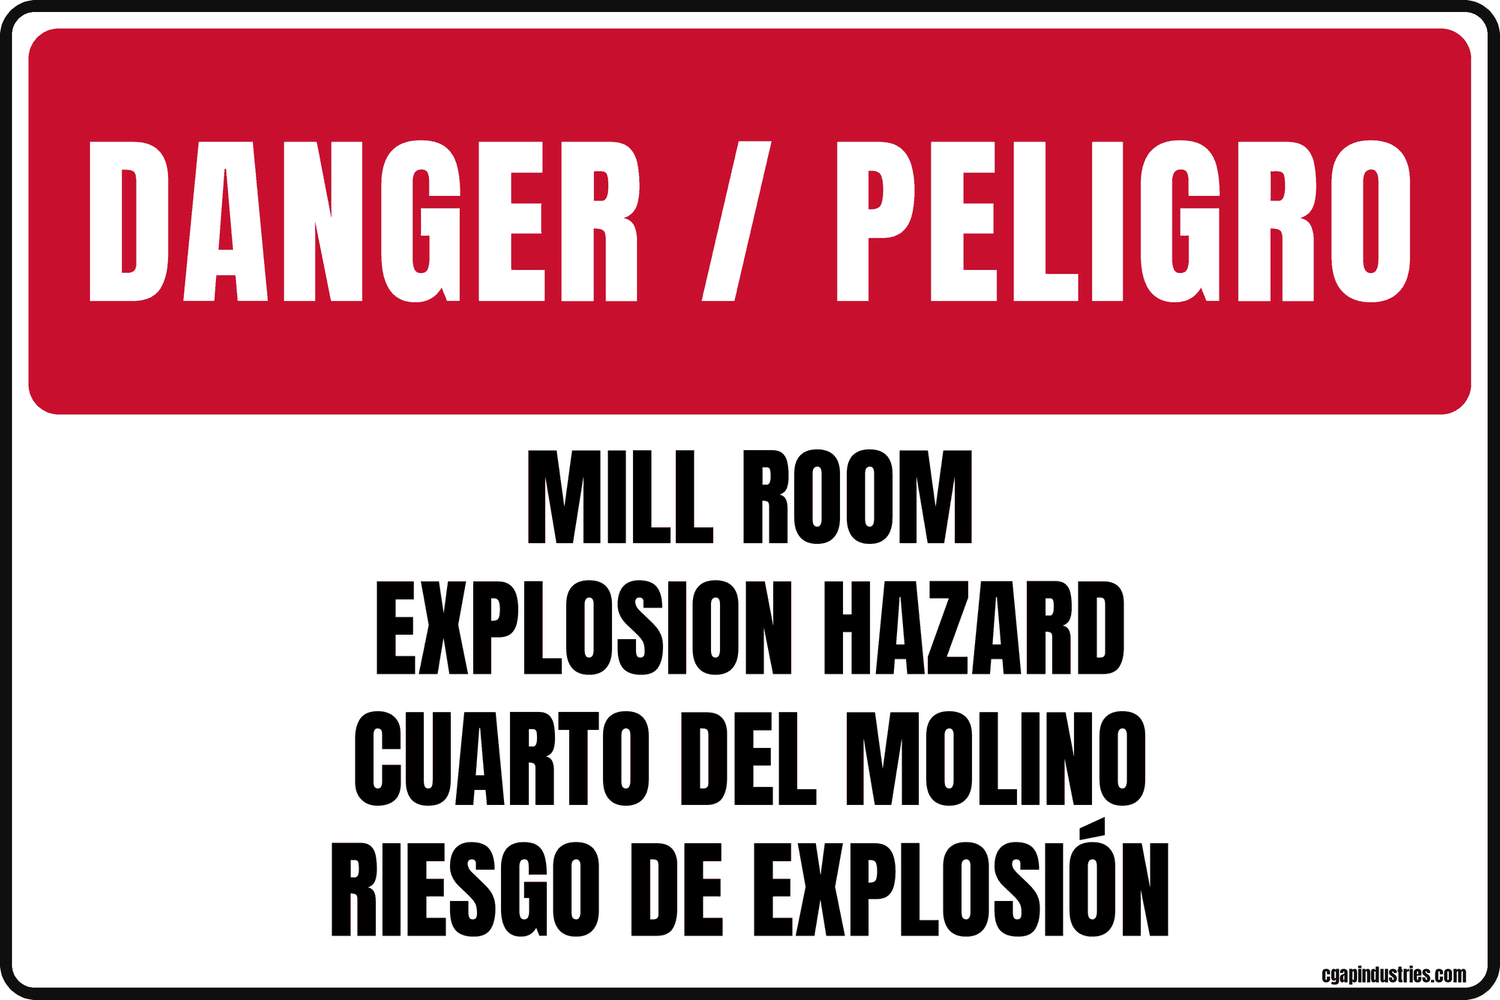 DANGER / PELIGRO
MILL ROOM
EXPLOSION HAZARD
CUARTO DEL MOLINO
RIESGO DE EXPLOSIÓN
cgapindustries.com